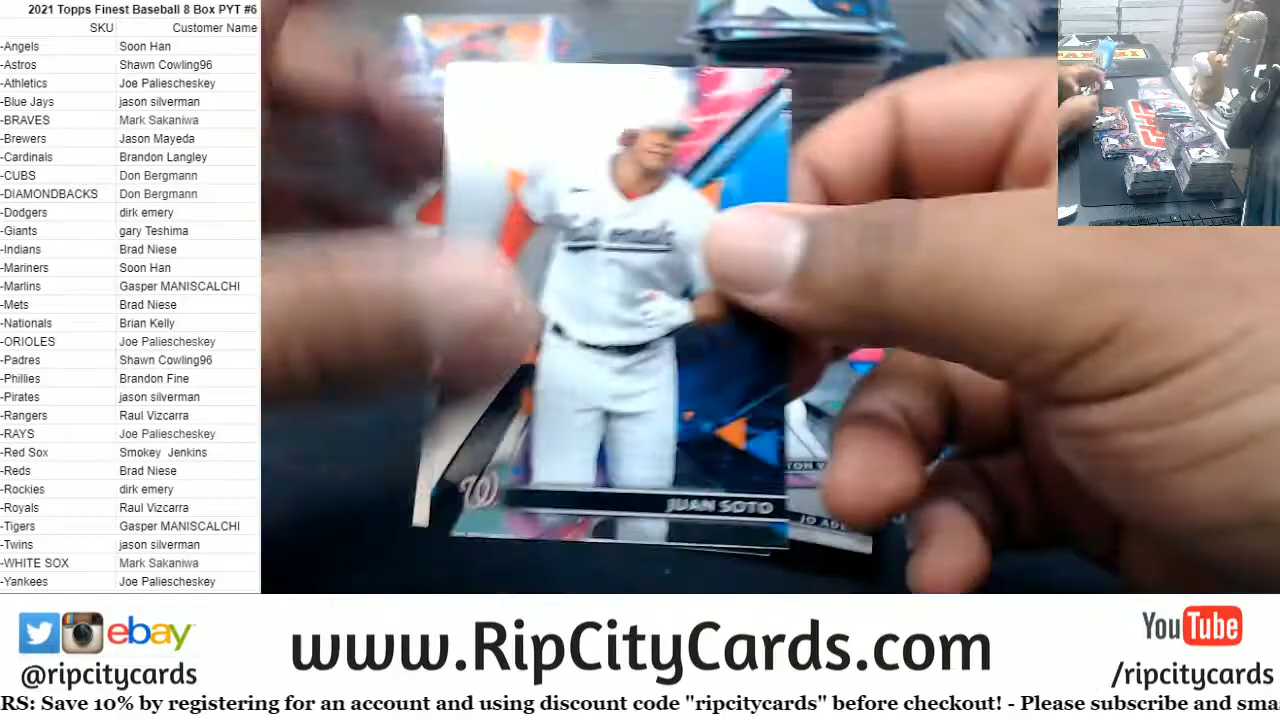 2021 Topps Finest Baseball 8 Box PYT #6
SKU Customer Name
-Angels Soon Han
-Astros Shawn Cowling96
-Athletics Joe Paliescheskey
-Blue Jays jason silverman
-BRAVES Mark Sakaniwa
-Brewers Jason Mayeda
-Cardinals Brandon Langley
-CUBS Don Bergmann
-DIAMONDBACKS Don Bergmann
-Dodgers dirk emery
-Giants gary Teshima
-Indians Brad Niese
-Mariners Soon Han
-Marlins Gasper MANISCALCHI
-Mets Brad Niese
-Nationals Brian Kelly
-ORIOLES Joe Paliescheskey
-Padres Shawn Cowling96
-Phillies Brandon Fine
-Pirates jason silverman
-Rangers Raul Vizcarra
-RAYS Joe Paliescheskey
-Red Sox Smokey Jenkins
-Reds Brad Niese
-Rockies dirk emery
-Royals Raul Vizcarra
-Tigers Gasper MANISCALCHI
-Twins jason silverman
-WHITE SOX Mark Sakaniwa
-Yankees Joe Paliescheskey
W
JUAN SOTO
JO AD
ebay
@ripcitycards
www.RipCityCards.com
YouTube
/ripcitycards
RS: Save 10% by registering for an account and using discount code "ripcitycards" before checkout! - Please subscribe and sma